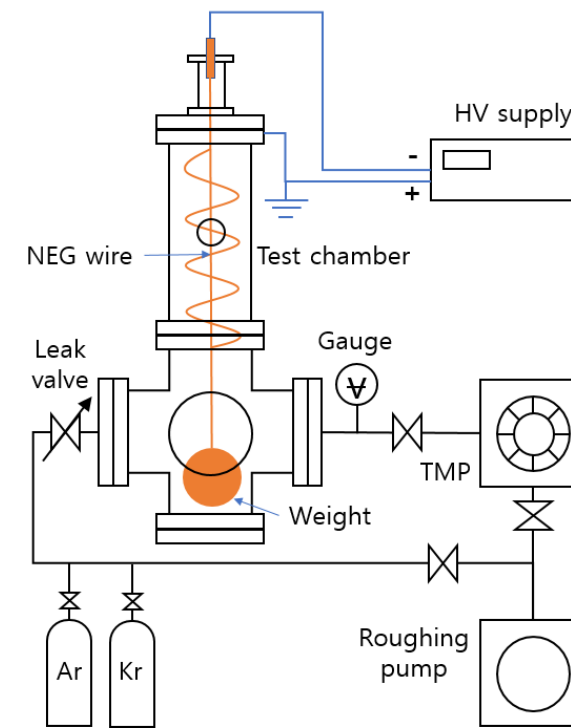 HV supply
-
+
NEG wire
Test chamber
Leak
valve
Gauge
TMP
Weight
Ar
Kr
Roughing
pump